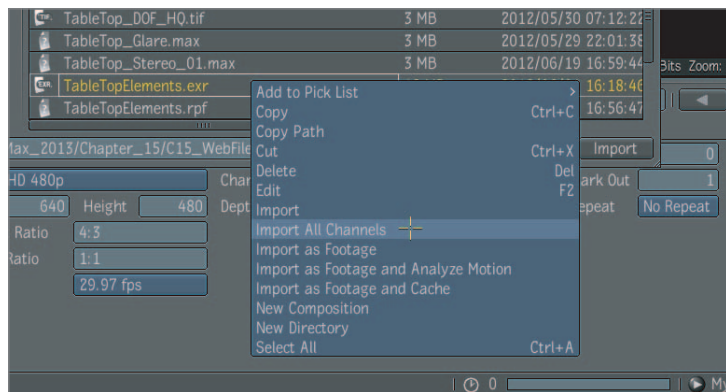 TIF. TableTop_DOF_HQ.tif 3 MB 2012/05/30 07:12:22
TableTop_Glare.max 3 MB 2012/05/29 22:01:38
TableTop_Stereo_01.max 3 MB 2012/06/19 16:59:44
Bits Zoom:
EXR. TableTopElements.exr 16:18:46
TableTopElements.rpf 16:56:47
Add to Pick List >
Copy Ctrl+C
Copy Path
Cut Ctrl+X
Delete Del
Edit F2
Import
Import All Channels
Import as Footage
Import as Footage and Analyze Motion
Import as Footage and Cache
New Composition
New Directory
Select All Ctrl+A
Max_2013/Chapter_15/C15_WebFile
Import
0
HD 480p Char ark Out 1
640 Height 480 Dept epeat No Repeat
Ratio 4:3
Ratio 1:1
29.97 fps
0
M